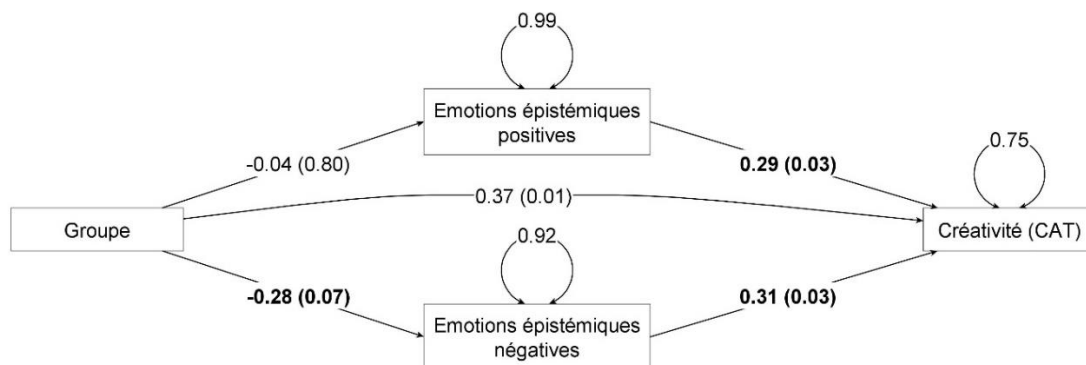 0.99
Emotions épistémiques
positives
0.75
-0.04 (0.80)
0.29 (0.03)
0.37 (0.01)
Groupe
Créativité (CAT)
0.92
-0.28 (0.07)
0.31 (0.03)
Emotions épistémiques
négatives